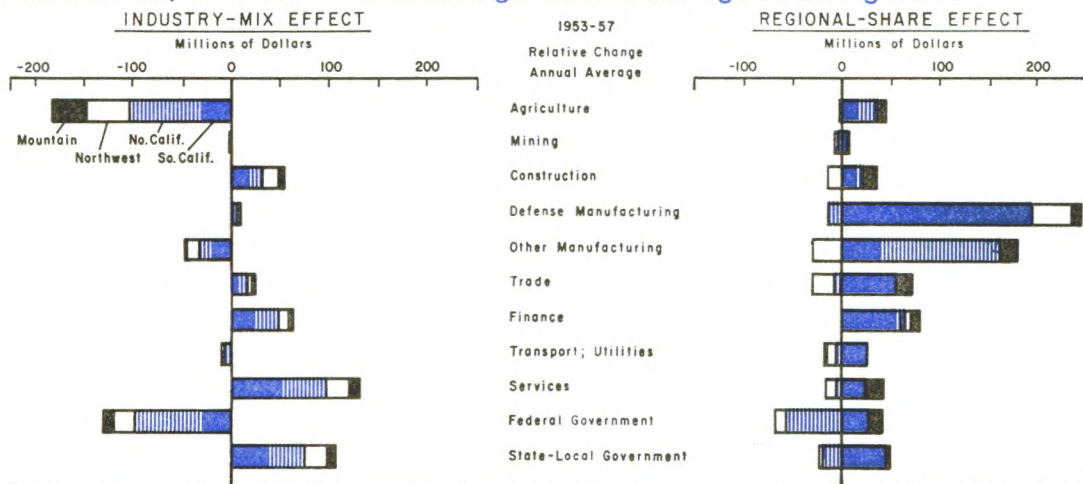 INDUSTRY-MIX EFFECT
Millions of Dollars
-200 -100 0 100 200
1953-57
Relative Change
Annual Average
REGIONAL-SHARE EFFECT
Millions of Dollars
-100 0 100 200
Mountain
Northwest
No.Calif.
So.Calif.
Agriculture
Mining
Construction
Defense Manufacturing
Other Manufacturing
Trade
Finance
Transport; Utilities
Services
Federal Government
State-Local Government